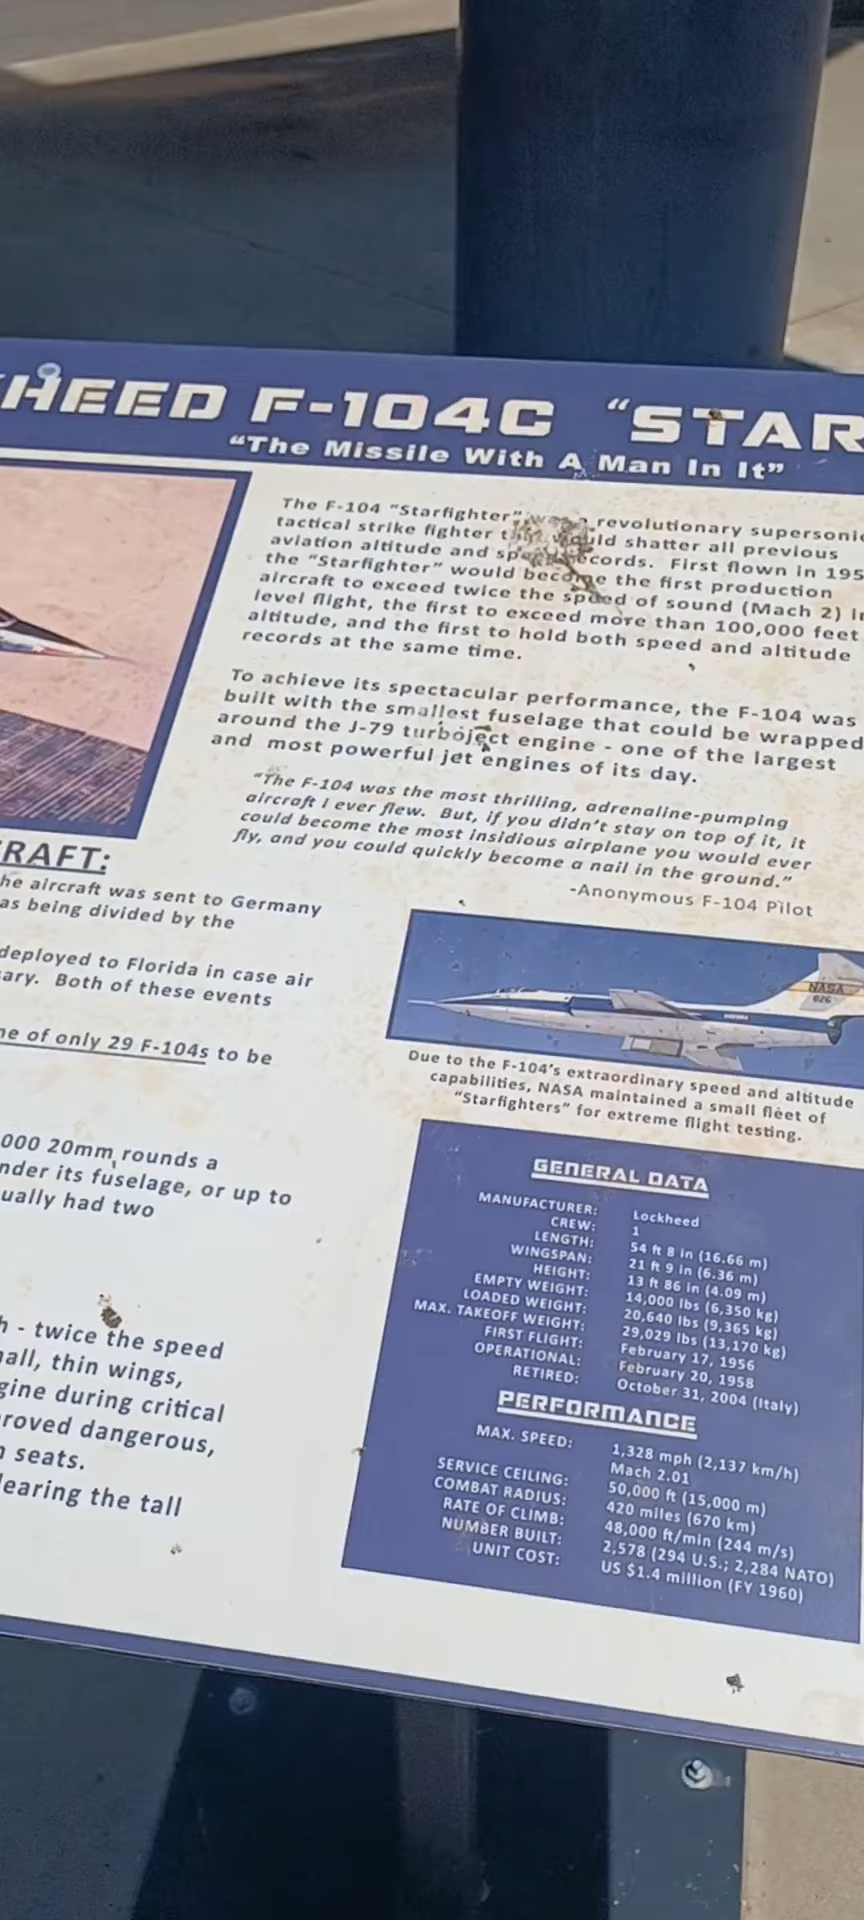 HEED F-104C "STAR
"The Missile With A Man In It"
The F-104 "Starfighter" was a revolutionary supersonic
tactical strike fighter that would shatter all previous
aviation altitude and speed records. First flown in 195
the "Starfighter" would become the first production
aircraft to exceed twice the speed of sound (Mach 2) in
level flight, the first to exceed more than 100,000 feet
altitude, and the first to hold both speed and altitude
records at the same time.
To achieve its spectacular performance, the F-104 was
built with the smallest fuselage that could be wrapped
around the J-79 turboject engine - one of the largest
and most powerful jet engines of its day.
"The F-104 was the most thrilling, adrenaline-pumping
aircraft I ever flew. But, if you didn't stay on top of it, it
could become the most insidious airplane you would ever
fly, and you could quickly become a nail in the ground."
-Anonymous F-104 Pilot
RAFT:
he aircraft was sent to Germany
as being divided by the
deployed to Florida in case air
sary. Both of these events
ne of only 29 F-104s to be
000 20mm rounds a
nder its fuselage, or up to
ually had two
h - twice the speed
mall, thin wings,
gine during critical
proved dangerous,
n seats.
learing the tall
NASA
026
Due to the F-104's extraordinary speed and altitude
capabilities, NASA maintained a small fleet of
"Starfighters" for extreme flight testing.
GENERAL DATA
MANUFACTURER: Lockheed
CREW: 1
LENGTH: 54 ft 8 in (16.66 m)
WINGSPAN: 21 ft 9 in (6.36 m)
HEIGHT: 13 ft 86 in (4.09 m)
EMPTY WEIGHT: 14,000 lbs (6,350 kg)
LOADED WEIGHT: 20,640 lbs (9,365 kg)
MAX. TAKEOFF WEIGHT: 29,029 lbs (13,170 kg)
FIRST FLIGHT: February 17, 1956
OPERATIONAL: February 20, 1958
RETIRED: October 31, 2004 (Italy)
PERFORMANCE
MAX. SPEED: 1,328 mph (2,137 km/h)
Mach 2.01
SERVICE CEILING: 50,000 ft (15,000 m)
COMBAT RADIUS: 420 miles (670 km)
RATE OF CLIMB: 48,000 ft/min (244 m/s)
NUMBER BUILT: 2,578 (294 U.S.; 2,284 NATO)
UNIT COST: US $1.4 million (FY 1960)